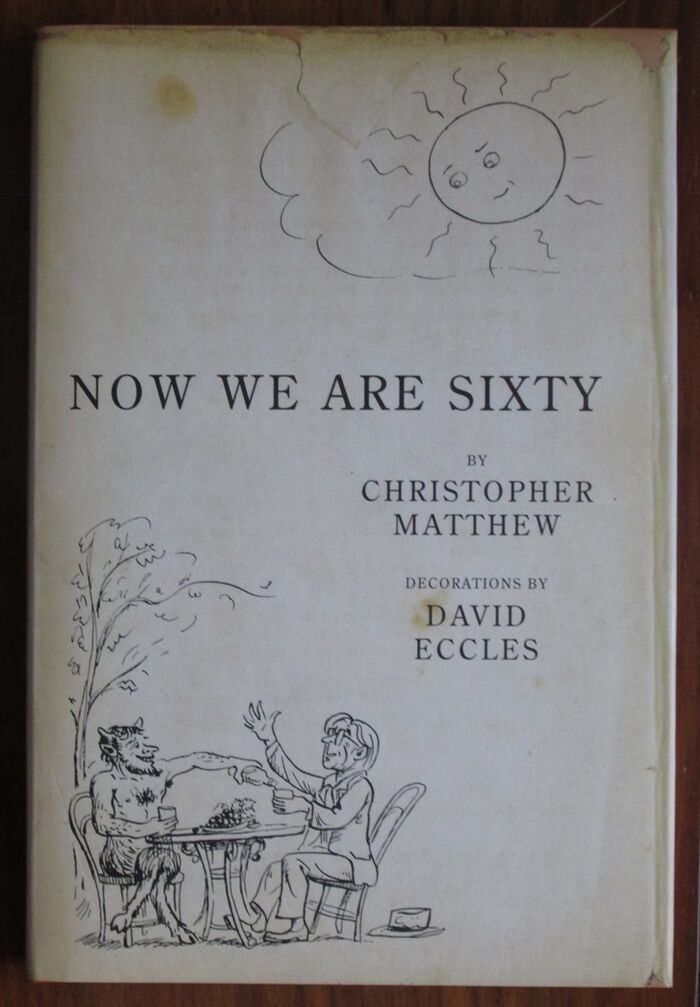 NOW WE ARE SIXTY
BY
CHRISTOPHER
MATTHEW
DECORATIONS BY
DAVID
ECCLES